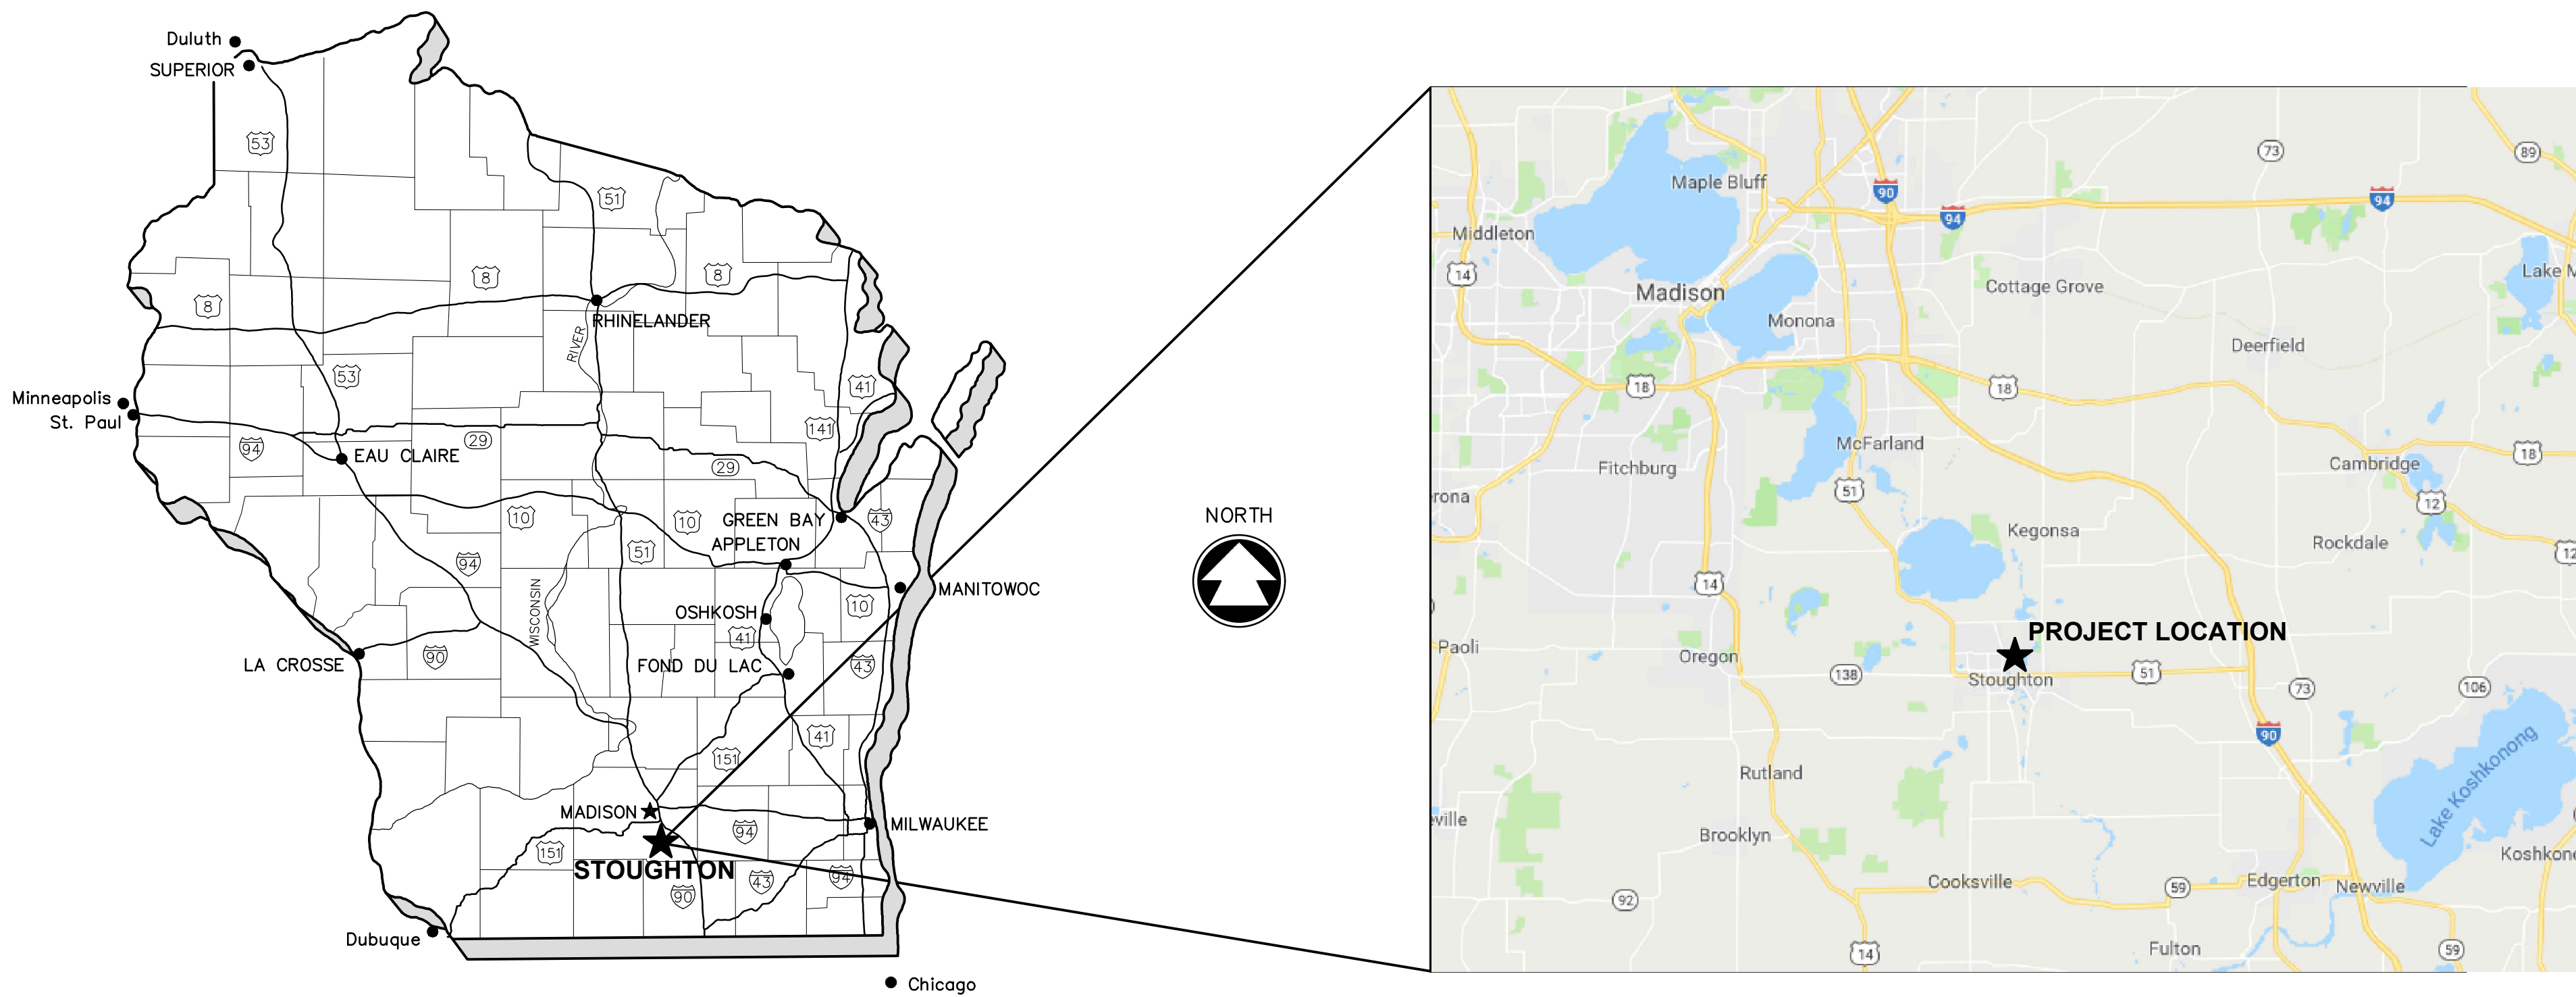 Duluth
SUPERIOR
53
51
8
8
8
RHINELANDER
RIVER
53
41
Minneapolis
St. Paul
141
94
EAU CLAIRE
29
29
10
10
GREEN BAY
43
APPLETON
51
94
WISCONSIN
MANITOWOC
OSHKOSH
10
41
LA CROSSE
90
FOND DU LAC
43
41
151
MADISON
94
MILWAUKEE
151
STOUGHTON
90
43
94
Dubuque
Chicago
NORTH
73
89
Maple Bluff
90
94
94
Middleton
14
Lake M
Cottage Grove
Madison
Monona
Deerfield
18
18
McFarland
18
Fitchburg
Cambridge
rona
51
12
Kegonsa
Rockdale
12
14
PROJECT LOCATION
Paoli
Oregon
138
Stoughton
51
73
106
90
Lake Koshkonong
Rutland
eville
Brooklyn
Koshkon
Cooksville
59
Edgerton
Newville
92
14
Fulton
59